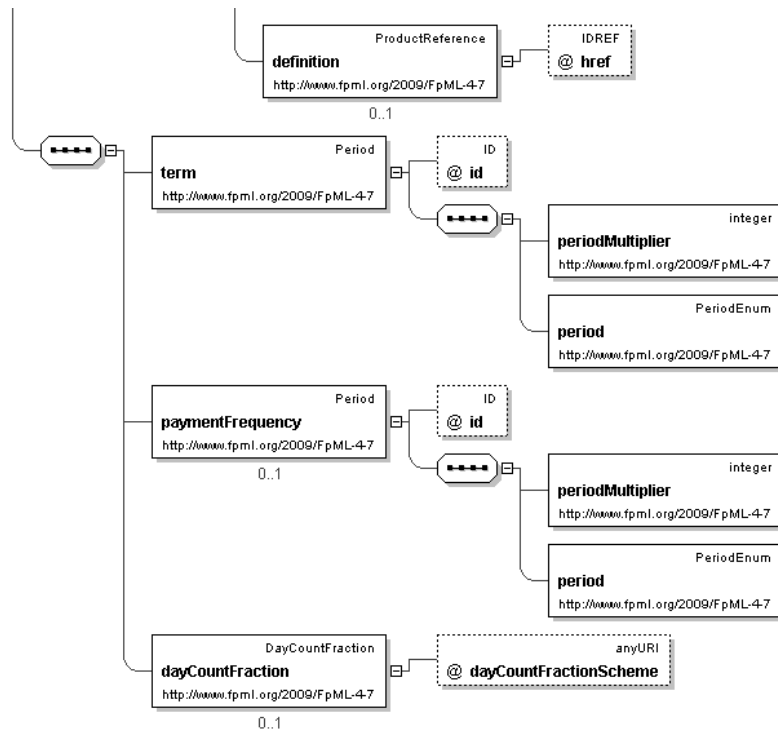 ProductReference
definition
http://www.fpml.org/2009/FpML-4-7
0..1
IDREF
@ href
Period
term
http://www.fpml.org/2009/FpML-4-7
ID
@ id
integer
periodMultiplier
http://www.fpml.org/2009/FpML-4-7
PeriodEnum
period
http://www.fpml.org/2009/FpML-4-7
Period
paymentFrequency
http://www.fpml.org/2009/FpML-4-7
0..1
ID
@ id
integer
periodMultiplier
http://www.fpml.org/2009/FpML-4-7
PeriodEnum
period
http://www.fpml.org/2009/FpML-4-7
DayCountFraction
dayCountFraction
http://www.fpml.org/2009/FpML-4-7
0..1
anyURI
@ dayCountFractionScheme